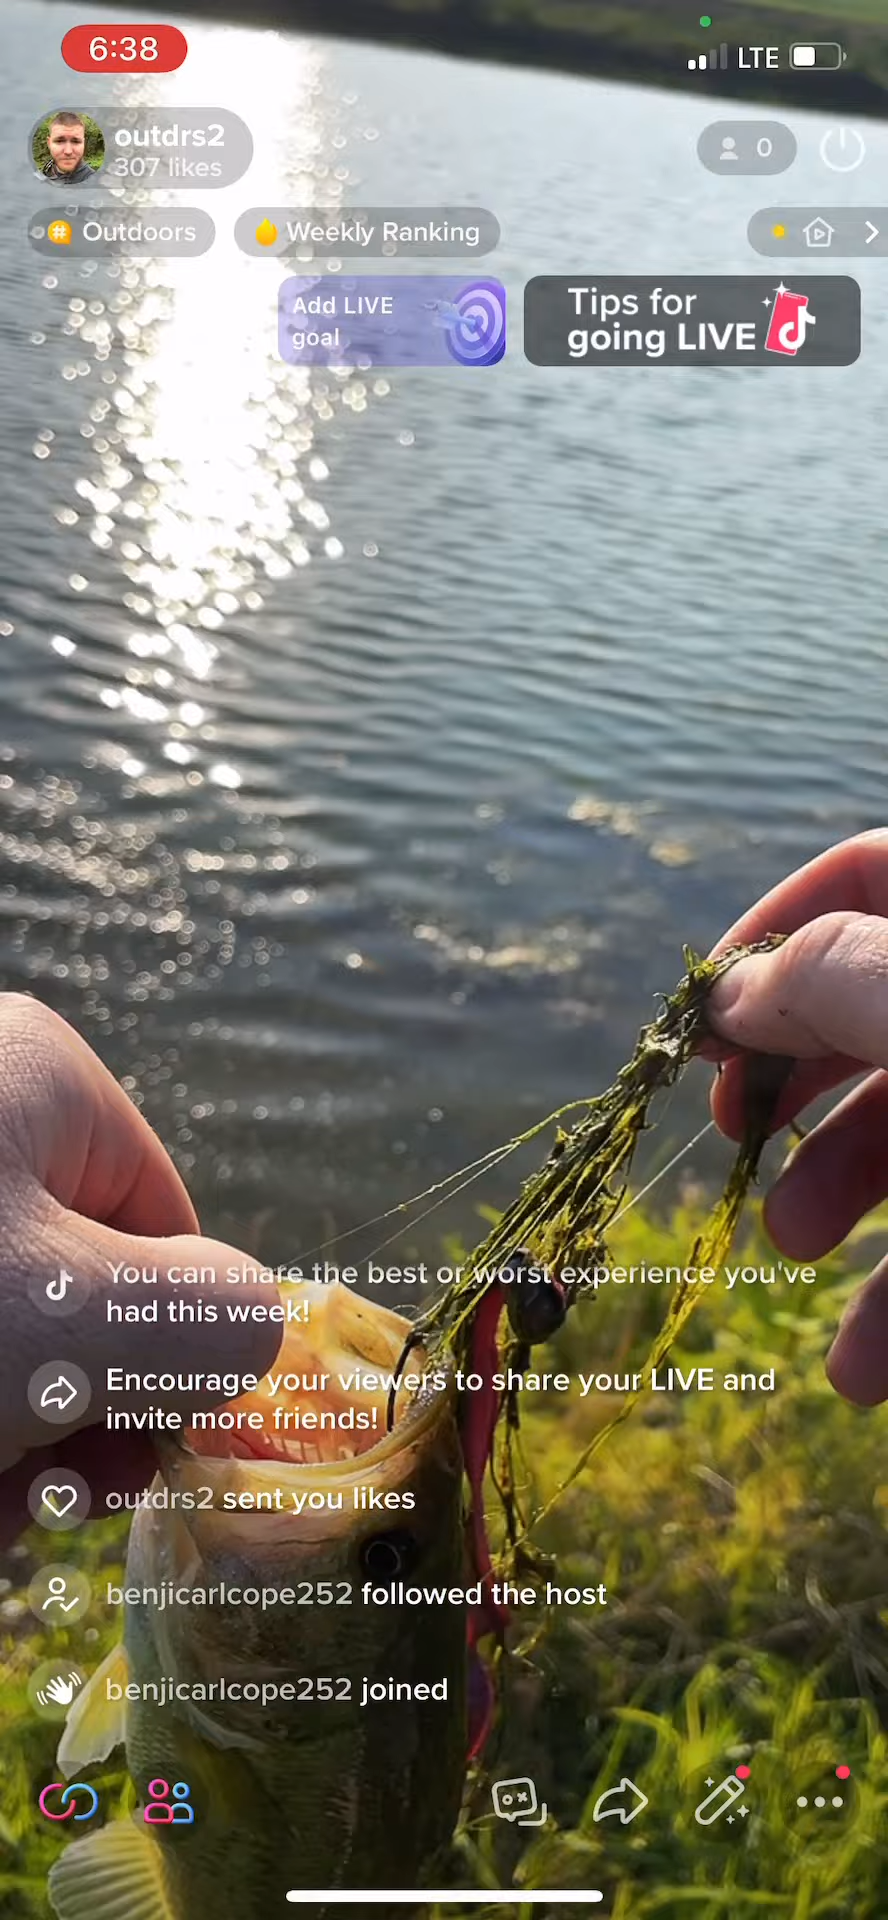 6:38
LTE
outdrs2
307 likes
0
Outdoors
Weekly Ranking
Add LIVE
goal
Tips for
going LIVE
You can share the best or worst experience you've
had this week!
Encourage your viewers to share your LIVE and
invite more friends!
outdrs2 sent you likes
benjicarlcope252 followed the host
benjicarlcope252 joined